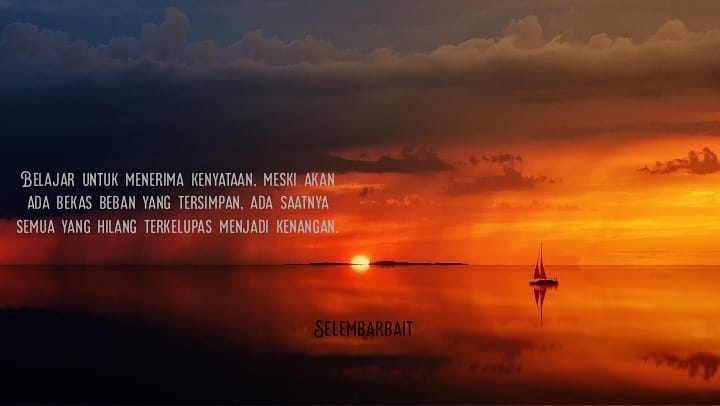 Belajar untuk menerima kenyataan, meski akan
ada bekas beban yang tersimpan. ada saatnya
semua yang hilang terkelupas menjadi kenangan.
Selembarbait